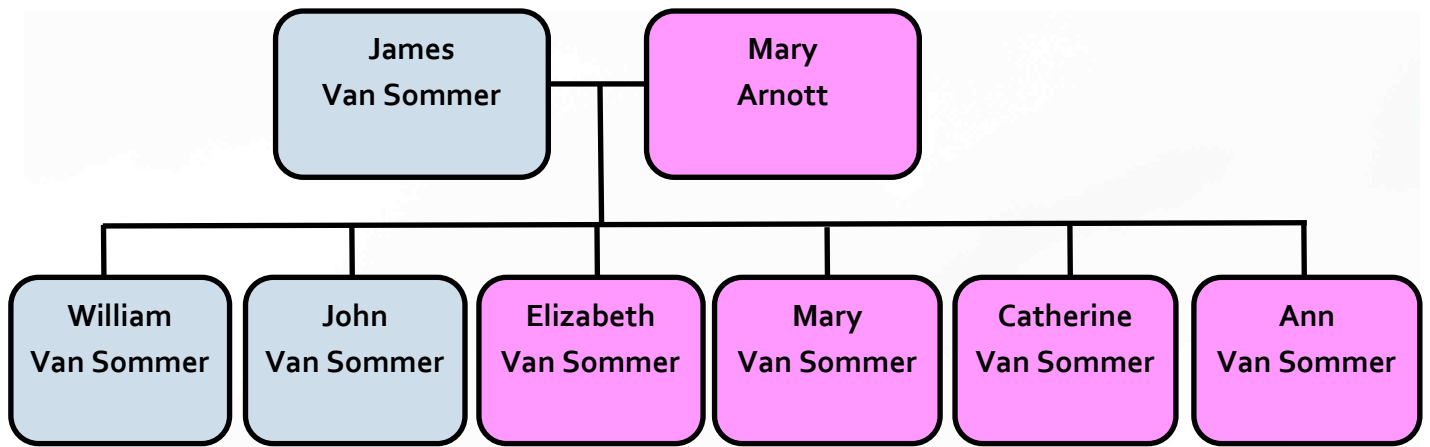 James
Van Sommer
Mary
Arnott
William
Van Sommer
John
Van Sommer
Elizabeth
Van Sommer
Mary
Van Sommer
Catherine
Van Sommer
Ann
Van Sommer